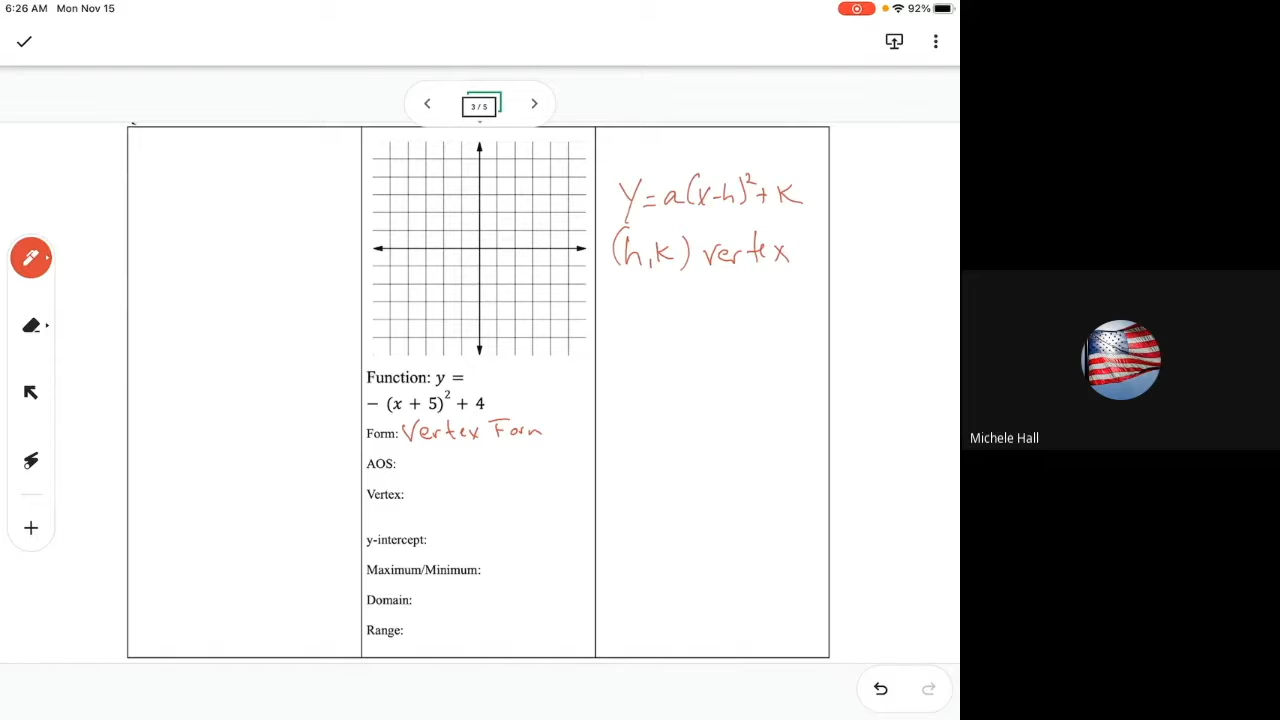 6:26 AM Mon Nov 15
92%
3 / 5
y = a(x-h)² + k
(h,k) vertex
Function: y =
− (x + 5)² + 4
Form: Vertex Form
AOS:
Vertex:
y-intercept:
Maximum/Minimum:
Domain:
Range:
Michele Hall